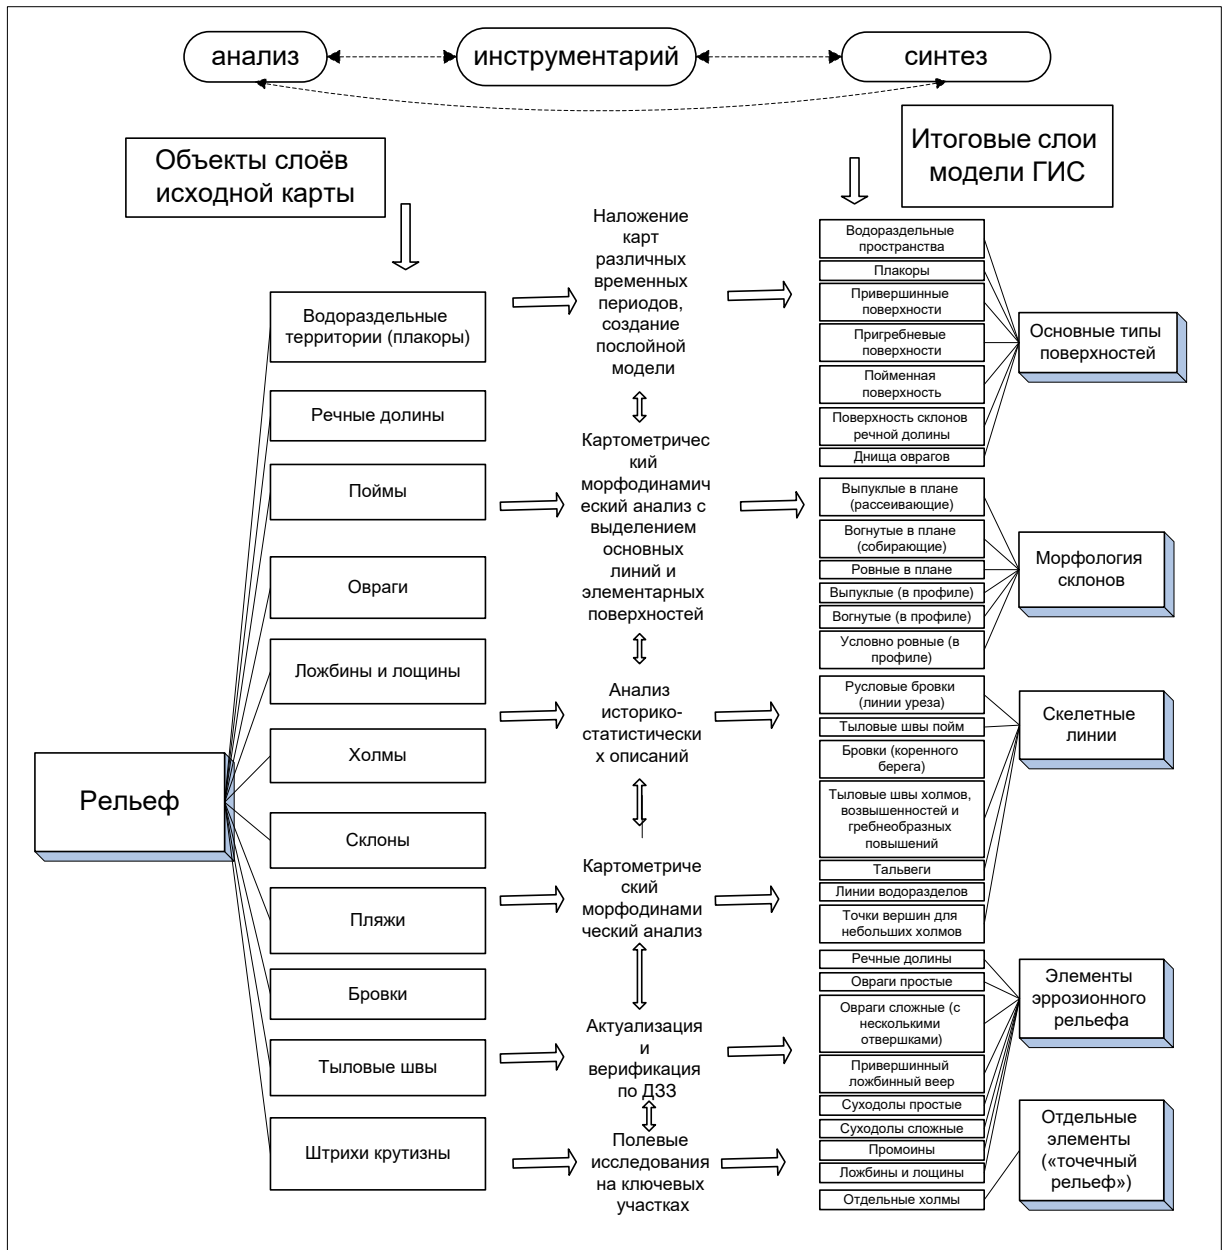 анализ
инструментарий
синтез
Объекты слоёв
исходной карты
Итоговые слои
модели ГИС
Рельеф
Водораздельные
территории (плакоры)
Речные долины
Поймы
Овраги
Ложбины и лощины
Холмы
Склоны
Пляжи
Бровки
Тыловые швы
Штрихи крутизны
Наложение
карт
различных
временных
периодов,
создание
послойной
модели
Картометричес
кий
морфодинамич
еский анализ с
выделением
основных
линий и
элементарных
поверхностей
Анализ
историко-
статистически
х описаний
Картометриче
ский
морфодинами
ческий анализ
Актуализация
и
верификация
по ДЗЗ
Полевые
исследования
на ключевых
участках
Водораздельные
пространства
Плакоры
Привершинные
поверхности
Пригребневые
поверхности
Пойменная
поверхность
Поверхность склонов
речной долины
Днища оврагов
Основные типы
поверхностей
Выпуклые в плане
(рассеивающие)
Вогнутые в плане
(собирающие)
Ровные в плане
Выпуклые (в профиле)
Вогнутые (в профиле)
Условно ровные (в
профиле)
Морфология
склонов
Русловые бровки
(линии уреза)
Тыловые швы пойм
Бровки (коренного
берега)
Тыловые швы холмов,
возвышенностей и
гребнеобразных
повышений
Тальвеги
Линии водоразделов
Точки вершин для
небольших холмов
Скелетные
линии
Речные долины
Овраги простые
Овраги сложные (с
несколькими
отвершками)
Привершинный
ложбинный веер
Суходолы простые
Суходолы сложные
Промоины
Ложбины и лощины
Элементы
эррозионного
рельефа
Отдельные холмы
Отдельные
элементы
(«точечный
рельеф»)